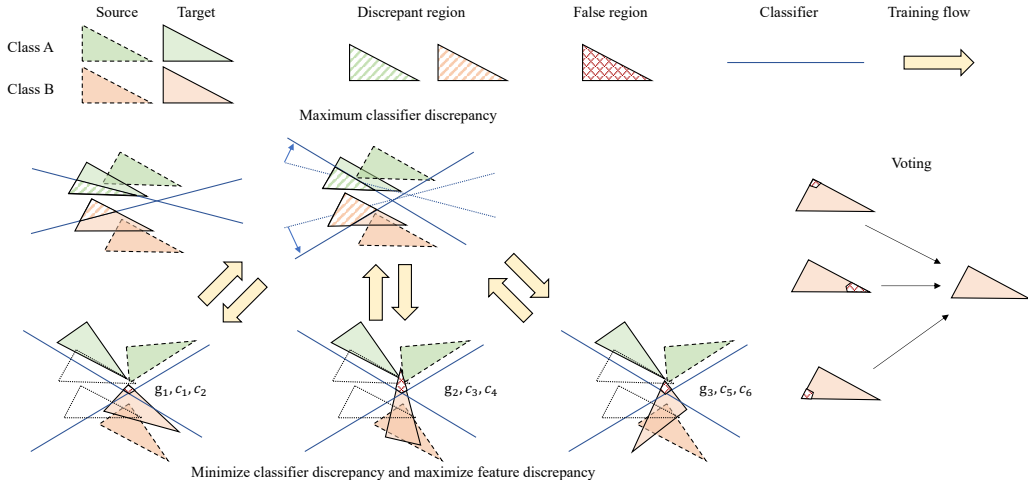 Source Target Discrepant region False region Classifier Training flow
Class A
Class B
Maximum classifier discrepancy
Voting
g₁, c₁, c₂
g₂, c₃, c₄
g₃, c₅, c₆
Minimize classifier discrepancy and maximize feature discrepancy